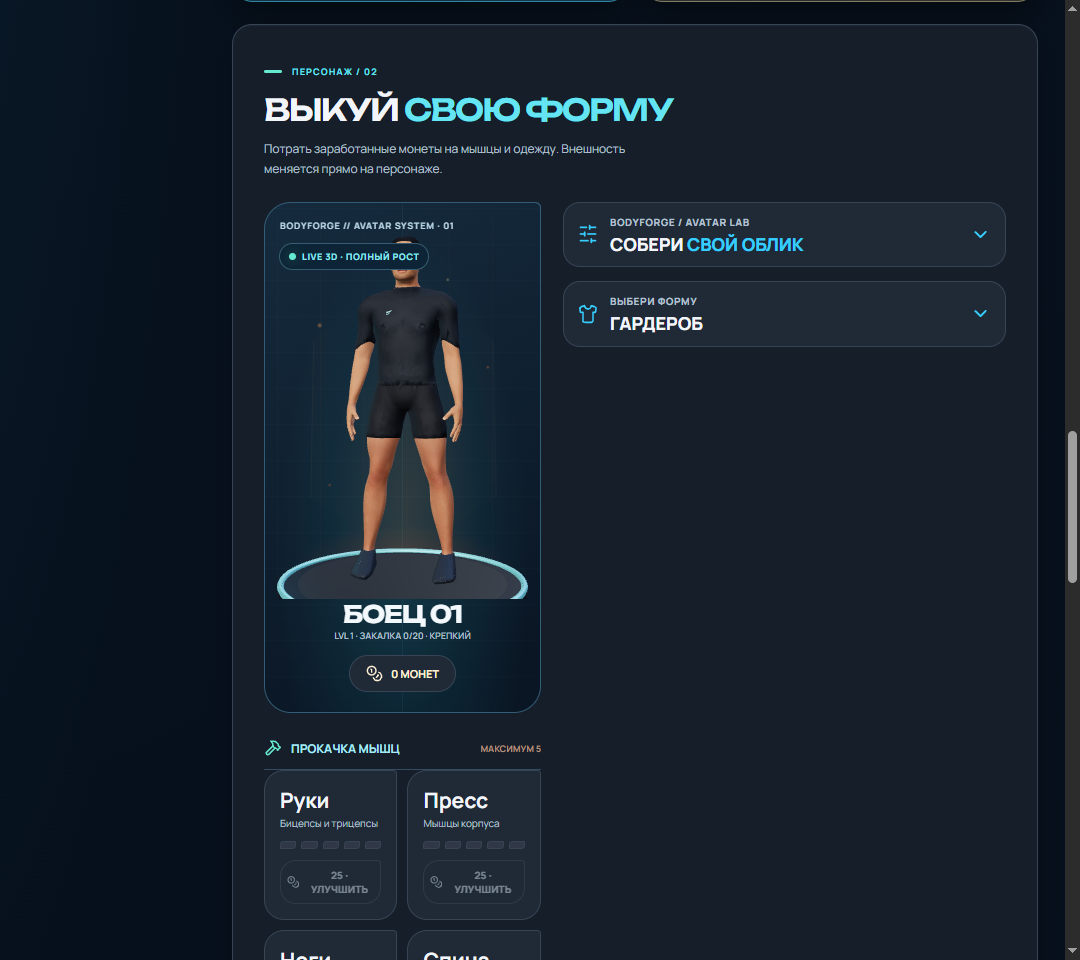 ПЕРСОНАЖ / 02
ВЫКУЙ СВОЮ ФОРМУ
Потрать заработанные монеты на мышцы и одежду. Внешность
меняется прямо на персонаже.
BODYFORGE // AVATAR SYSTEM · 01
LIVE 3D · ПОЛНЫЙ РОСТ
БОЕЦ 01
LVL 1 · ЗАКАЛКА 0/20 · КРЕПКИЙ
0 МОНЕТ
BODYFORGE / AVATAR LAB
СОБЕРИ СВОЙ ОБЛИК
ВЫБЕРИ ФОРМУ
ГАРДЕРОБ
ПРОКАЧКА МЫШЦ
МАКСИМУМ 5
Руки
Бицепсы и трицепсы
25 ·
УЛУЧШИТЬ
Пресс
Мышцы корпуса
25 ·
УЛУЧШИТЬ
Ноги
Спина